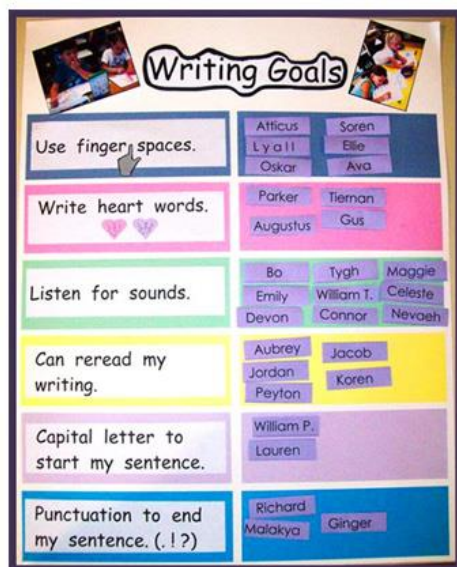 Writing Goals
Use finger spaces.
Atticus Soren
Lyall Ellie
Oskar Ava
Write heart words.
Parker Tiernan
Augustus Gus
Listen for sounds.
Bo Tygh Maggie
Emily William T. Celeste
Devon Connor Nevaeh
Can reread my
writing.
Aubrey Jacob
Jordan Koren
Peyton
Capital letter to
start my sentence.
William P.
Lauren
Punctuation to end
my sentence. (.!?)
Richard
Malakya Ginger